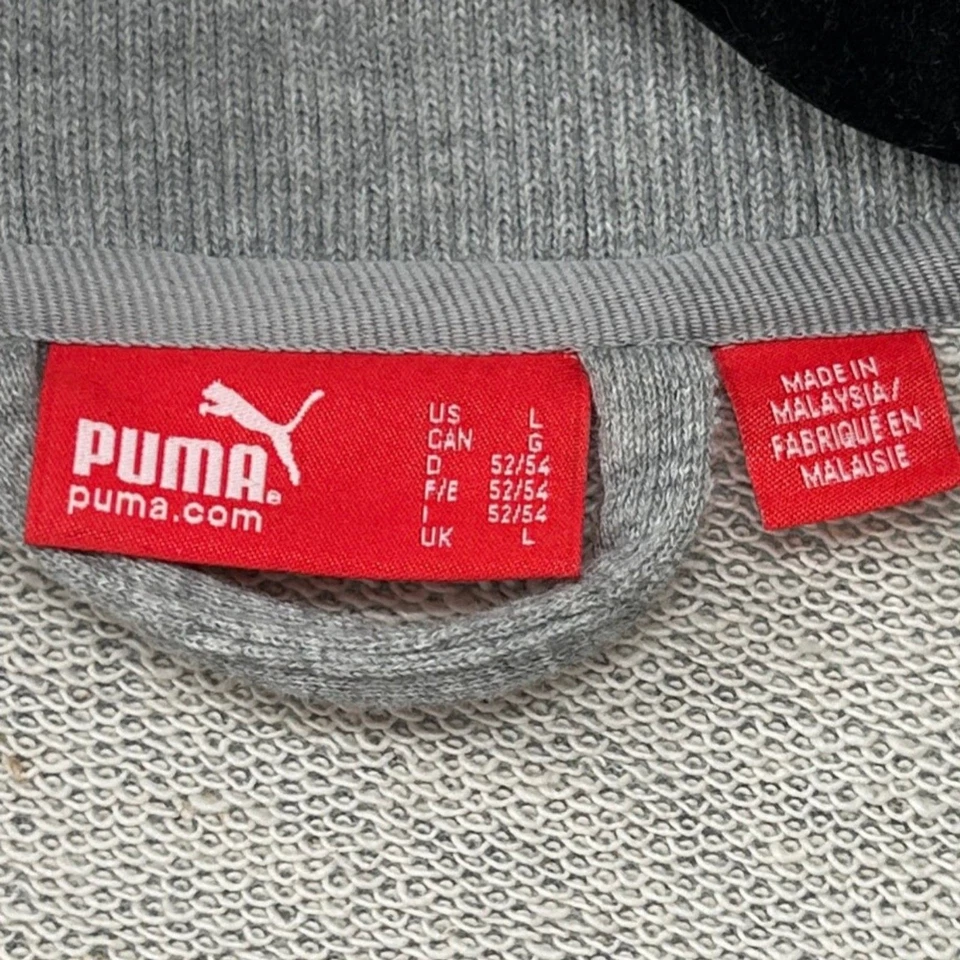 PUMA®
puma.com
US L
CAN G
D 52/54
F/E 52/54
I 52/54
UK L
MADE IN
MALAYSIA/
FABRIQUÉ EN
MALAISIE